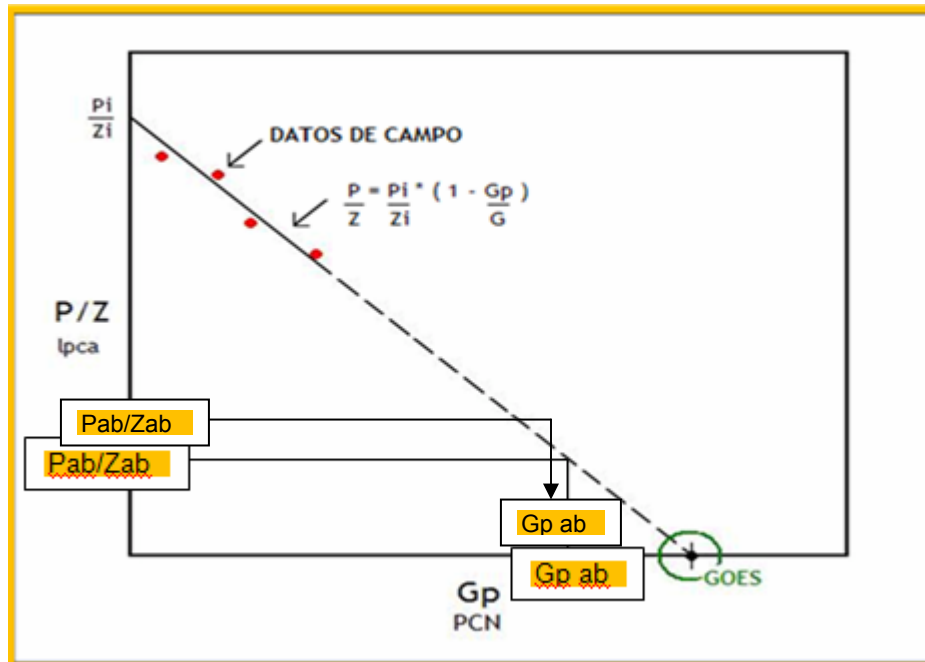 Pi
Zi
DATOS DE CAMPO
P = Pi * ( 1 - Gp )
Z Zi G
P/Z
lpca
Pab/Zab
Pab/Zab
Gp ab
Gp ab
GOES
Gp
PCN